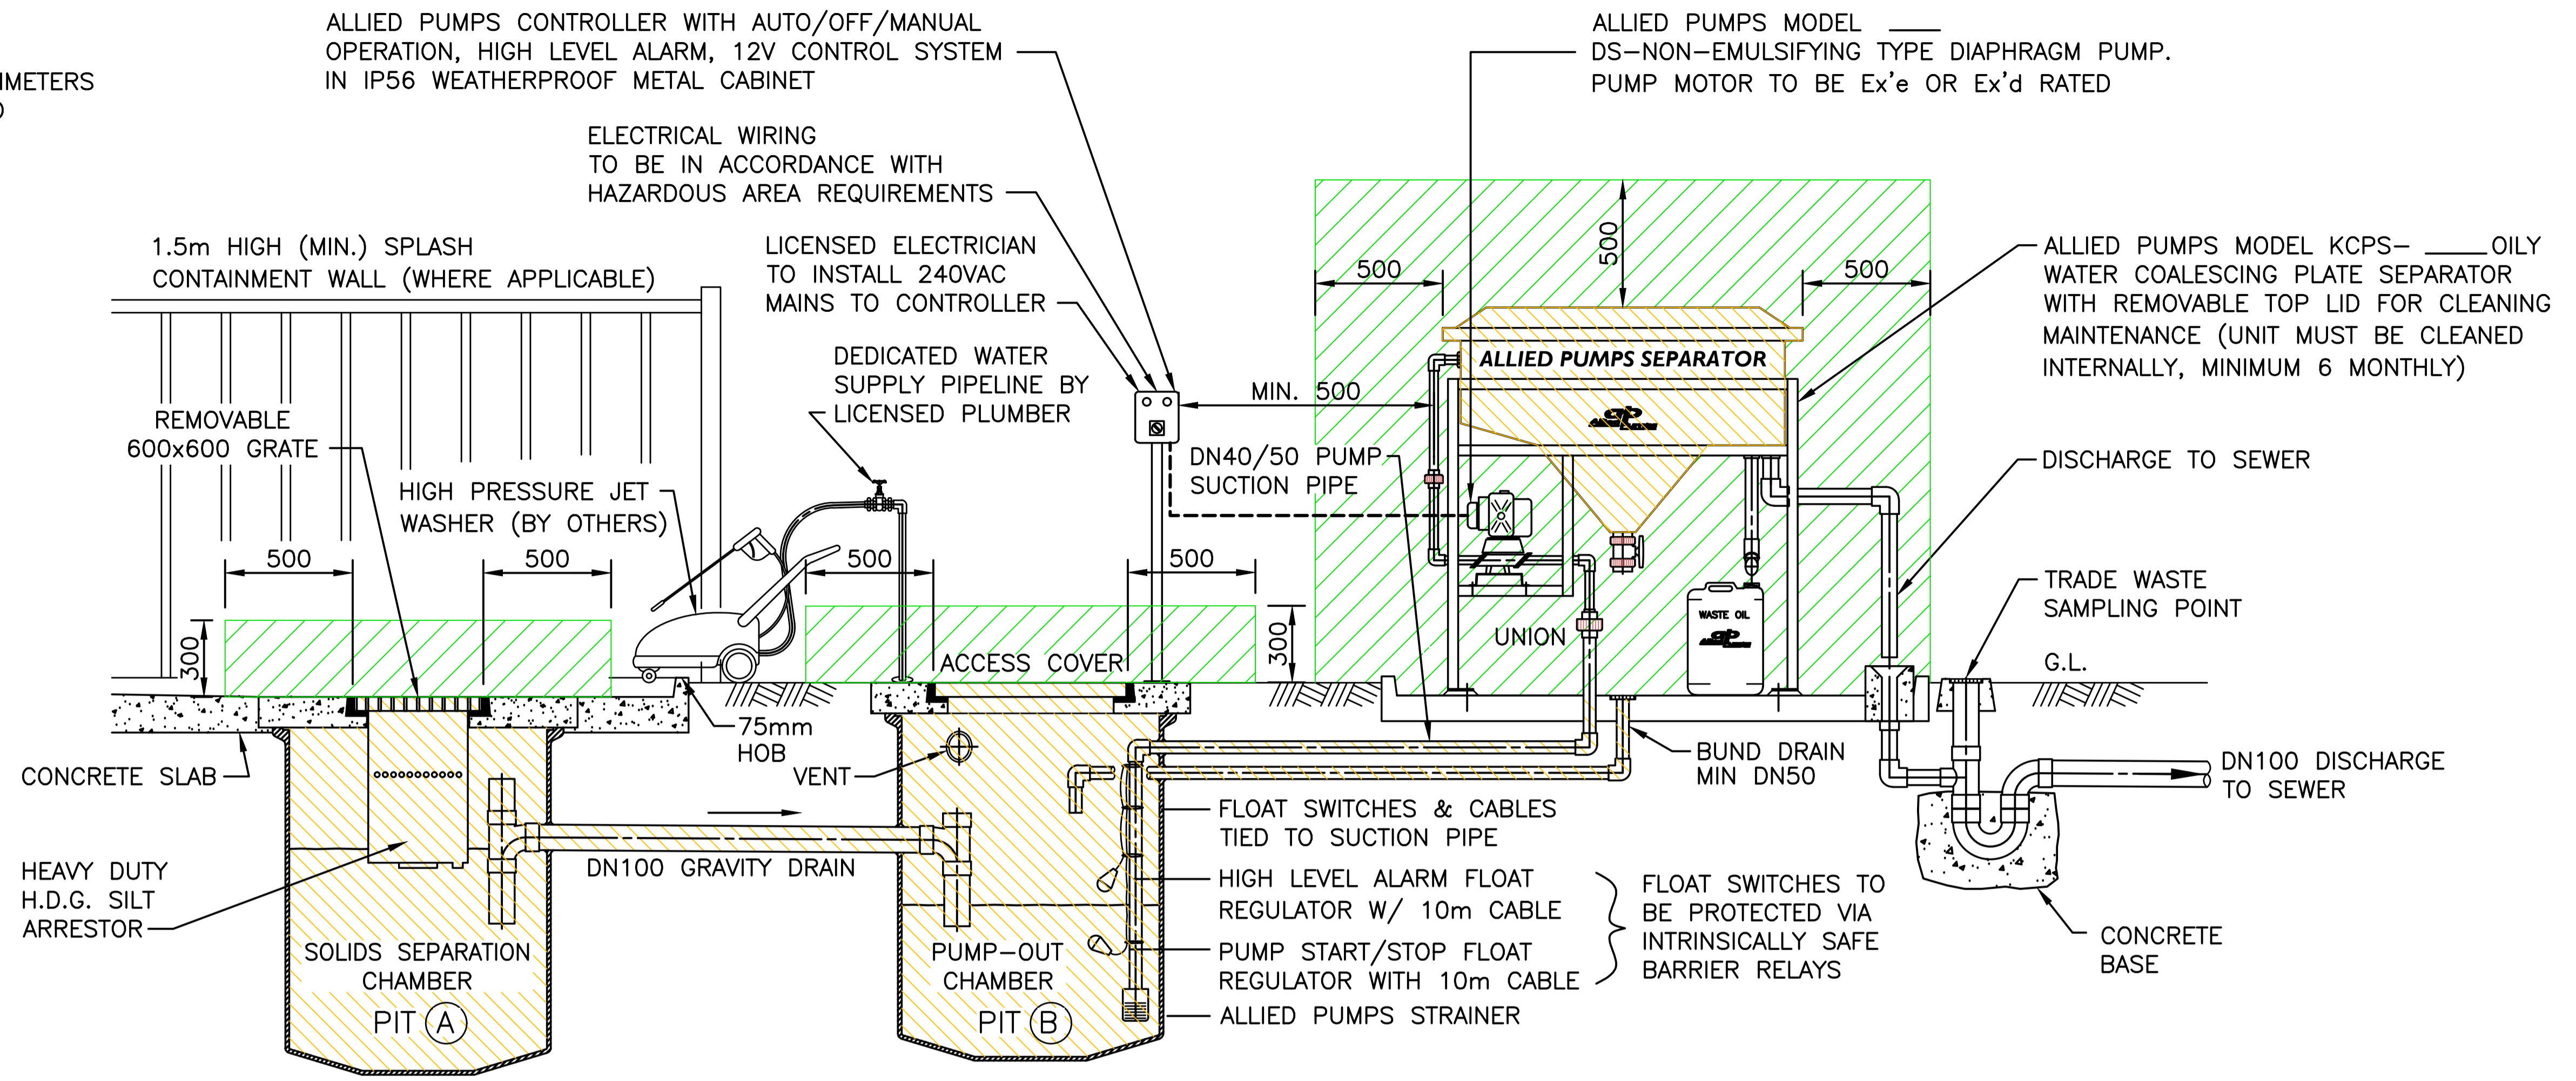 ALLIED PUMPS CONTROLLER WITH AUTO/OFF/MANUAL
OPERATION, HIGH LEVEL ALARM, 12V CONTROL SYSTEM
IN IP56 WEATHERPROOF METAL CABINET
ALLIED PUMPS MODEL
DS-NON-EMULSIFYING TYPE DIAPHRAGM PUMP.
PUMP MOTOR TO BE Ex'e OR Ex'd RATED
ELECTRICAL WIRING
TO BE IN ACCORDANCE WITH
HAZARDOUS AREA REQUIREMENTS
1.5m HIGH (MIN.) SPLASH
CONTAINMENT WALL (WHERE APPLICABLE)
LICENSED ELECTRICIAN
TO INSTALL 240VAC
MAINS TO CONTROLLER
500
500
500
ALLIED PUMPS MODEL KCPS- ____ OILY
WATER COALESCING PLATE SEPARATOR
WITH REMOVABLE TOP LID FOR CLEANING
MAINTENANCE (UNIT MUST BE CLEANED
INTERNALLY, MINIMUM 6 MONTHLY)
DEDICATED WATER
SUPPLY PIPELINE BY
LICENSED PLUMBER
ALLIED PUMPS SEPARATOR
MIN. 500
REMOVABLE
600x600 GRATE
HIGH PRESSURE JET
WASHER (BY OTHERS)
DN40/50 PUMP
SUCTION PIPE
DISCHARGE TO SEWER
500
500
500
500
TRADE WASTE
SAMPLING POINT
WASTE OIL
UNION
300
ACCESS COVER
300
G.L.
75mm
HOB
CONCRETE SLAB
VENT
BUND DRAIN
MIN DN50
DN100 DISCHARGE
TO SEWER
FLOAT SWITCHES & CABLES
TIED TO SUCTION PIPE
DN100 GRAVITY DRAIN
HEAVY DUTY
H.D.G. SILT
ARRESTOR
HIGH LEVEL ALARM FLOAT
REGULATOR W/ 10m CABLE
FLOAT SWITCHES TO
BE PROTECTED VIA
INTRINSICALLY SAFE
BARRIER RELAYS
SOLIDS SEPARATION
CHAMBER
PIT A
PUMP-OUT
CHAMBER
PIT B
PUMP START/STOP FLOAT
REGULATOR WITH 10m CABLE
ALLIED PUMPS STRAINER
CONCRETE
BASE